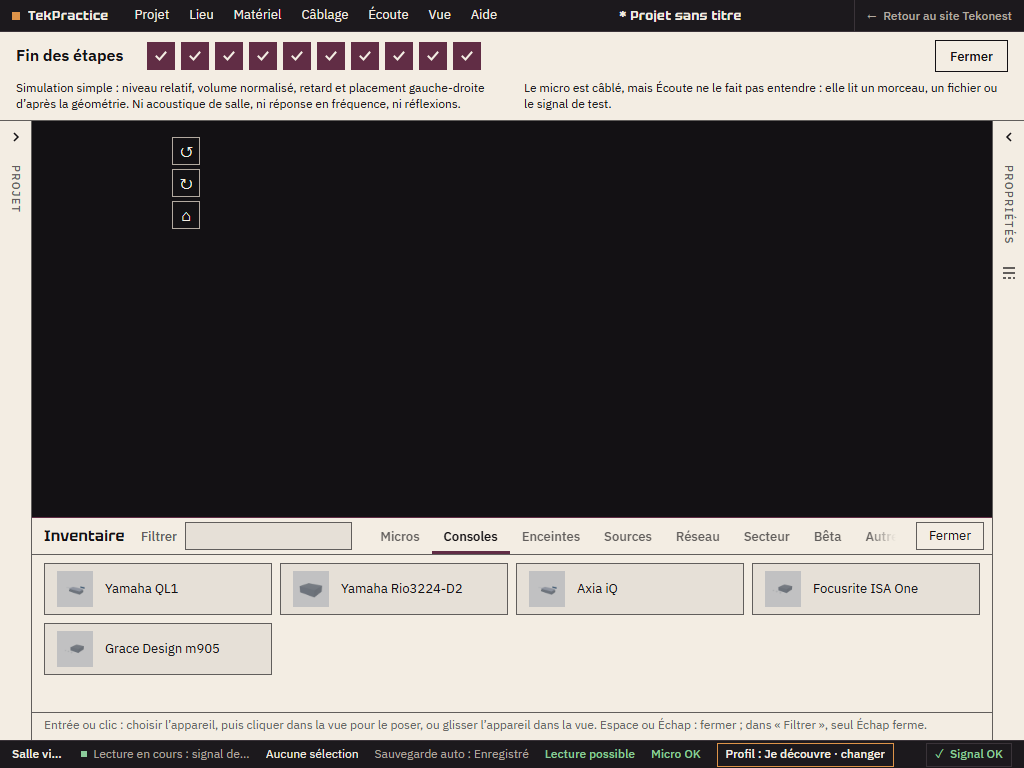 TekPractice Projet Lieu Matériel Câblage Écoute Vue Aide * Projet sans titre ← Retour au site Tekonest
Fin des étapes Fermer
Simulation simple : niveau relatif, volume normalisé, retard et placement gauche-droite
d'après la géométrie. Ni acoustique de salle, ni réponse en fréquence, ni réflexions.
Le micro est câblé, mais Écoute ne le fait pas entendre : elle lit un morceau, un fichier ou
le signal de test.
PROJET
PROPRIÉTÉS
Inventaire Filtrer Micros Consoles Enceintes Sources Réseau Secteur Bêta Autr Fermer
Yamaha QL1 Yamaha Rio3224-D2 Axia iQ Focusrite ISA One
Grace Design m905
Entrée ou clic : choisir l'appareil, puis cliquer dans la vue pour le poser, ou glisser l'appareil dans la vue. Espace ou Échap : fermer ; dans « Filtrer », seul Échap ferme.
Salle vi... Lecture en cours : signal de... Aucune sélection Sauvegarde auto : Enregistré Lecture possible Micro OK Profil : Je découvre · changer ✓ Signal OK